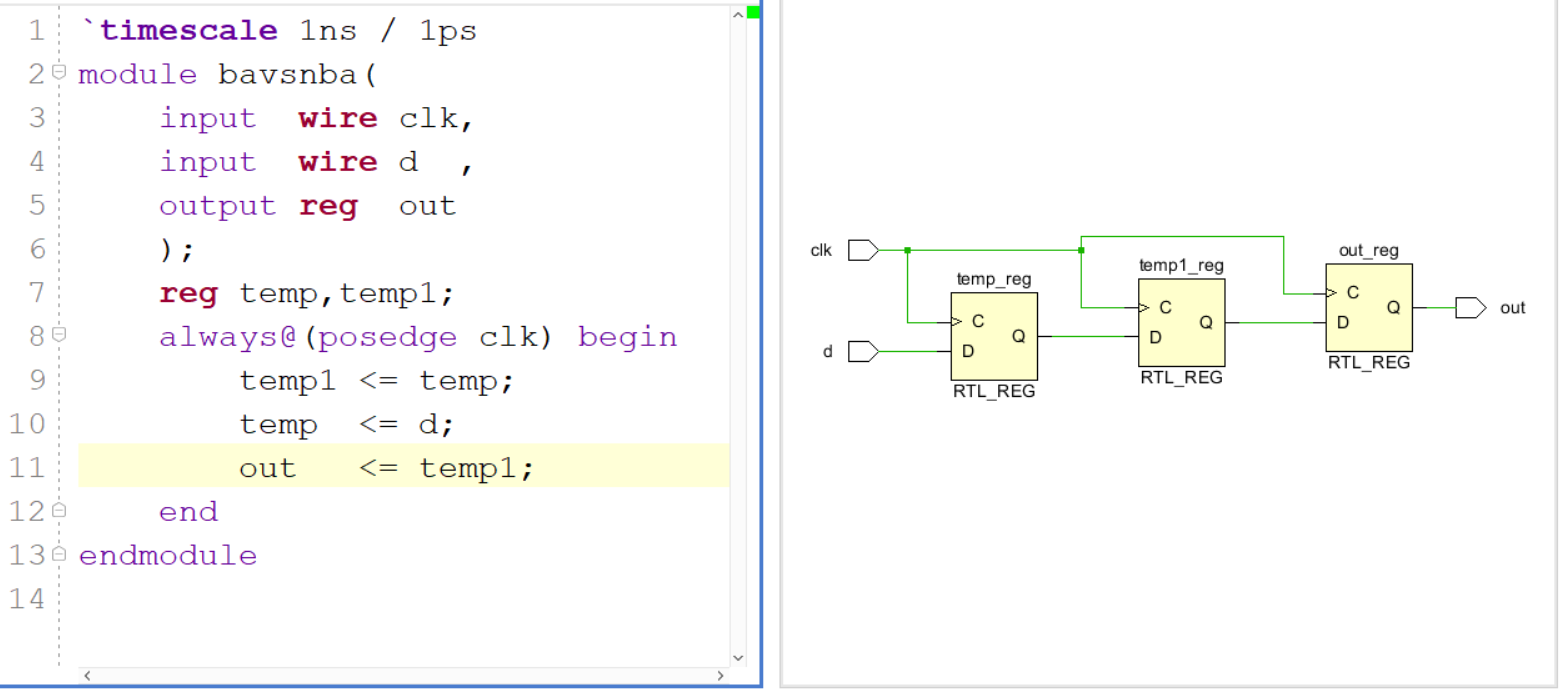 1 `timescale 1ns / 1ps
2 module bavsnba(
3 input wire clk,
4 input wire d ,
5 output reg out
6 );
7 reg temp,temp1;
8 always@(posedge clk) begin
9 temp1 <= temp;
10 temp <= d;
11 out <= temp1;
12 end
13 endmodule
14
clk
d
temp_reg
C
D
Q
RTL_REG
temp1_reg
C
D
Q
RTL_REG
out_reg
C
D
Q
RTL_REG
out